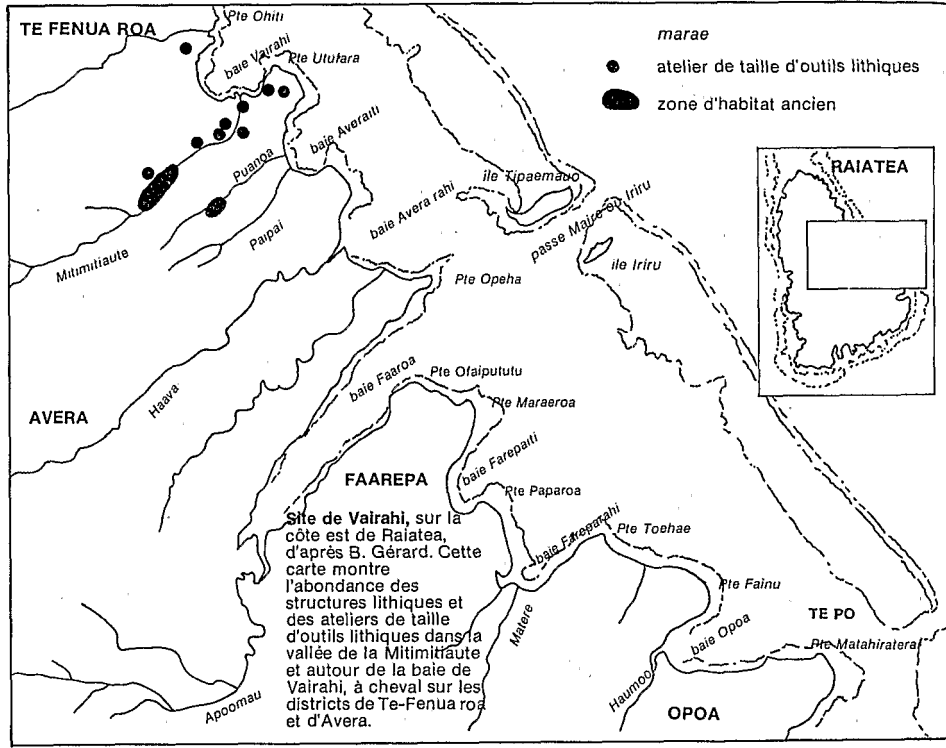 TE FENUA ROA
Pte Ohiti
baie Vairahi
Pte Utufara
marae
atelier de taille d'outils lithiques
zone d'habitat ancien
baie Averaiti
Puanoa
Paipai
Mitimitiaute
baie Avera rahi
ile Tipaemauo
passe Maire ou Iriru
ile Iriru
RAIATEA
Pte Opeha
Haava
AVERA
baie Faaroa
Pte Ofaipututu
Pte Maraeroa
FAAREPA
baie Farepaiti
Pte Paparoa
baie Fareparahi
Pte Toehae
Site de Vairahi, sur la
côte est de Raiatea,
d'après B. Gérard. Cette
carte montre
l'abondance des
structures lithiques et
des ateliers de taille
d'outils lithiques dans la
vallée de la Mitimitiaute
et autour de la baie de
Vairahi, à cheval sur les
districts de Te-Fenua roa
et d'Avera.
Pte Fainu
TE PO
Pte Matahiraterai
baie Opoa
Matere
Haumoo
OPOA
Apoomau